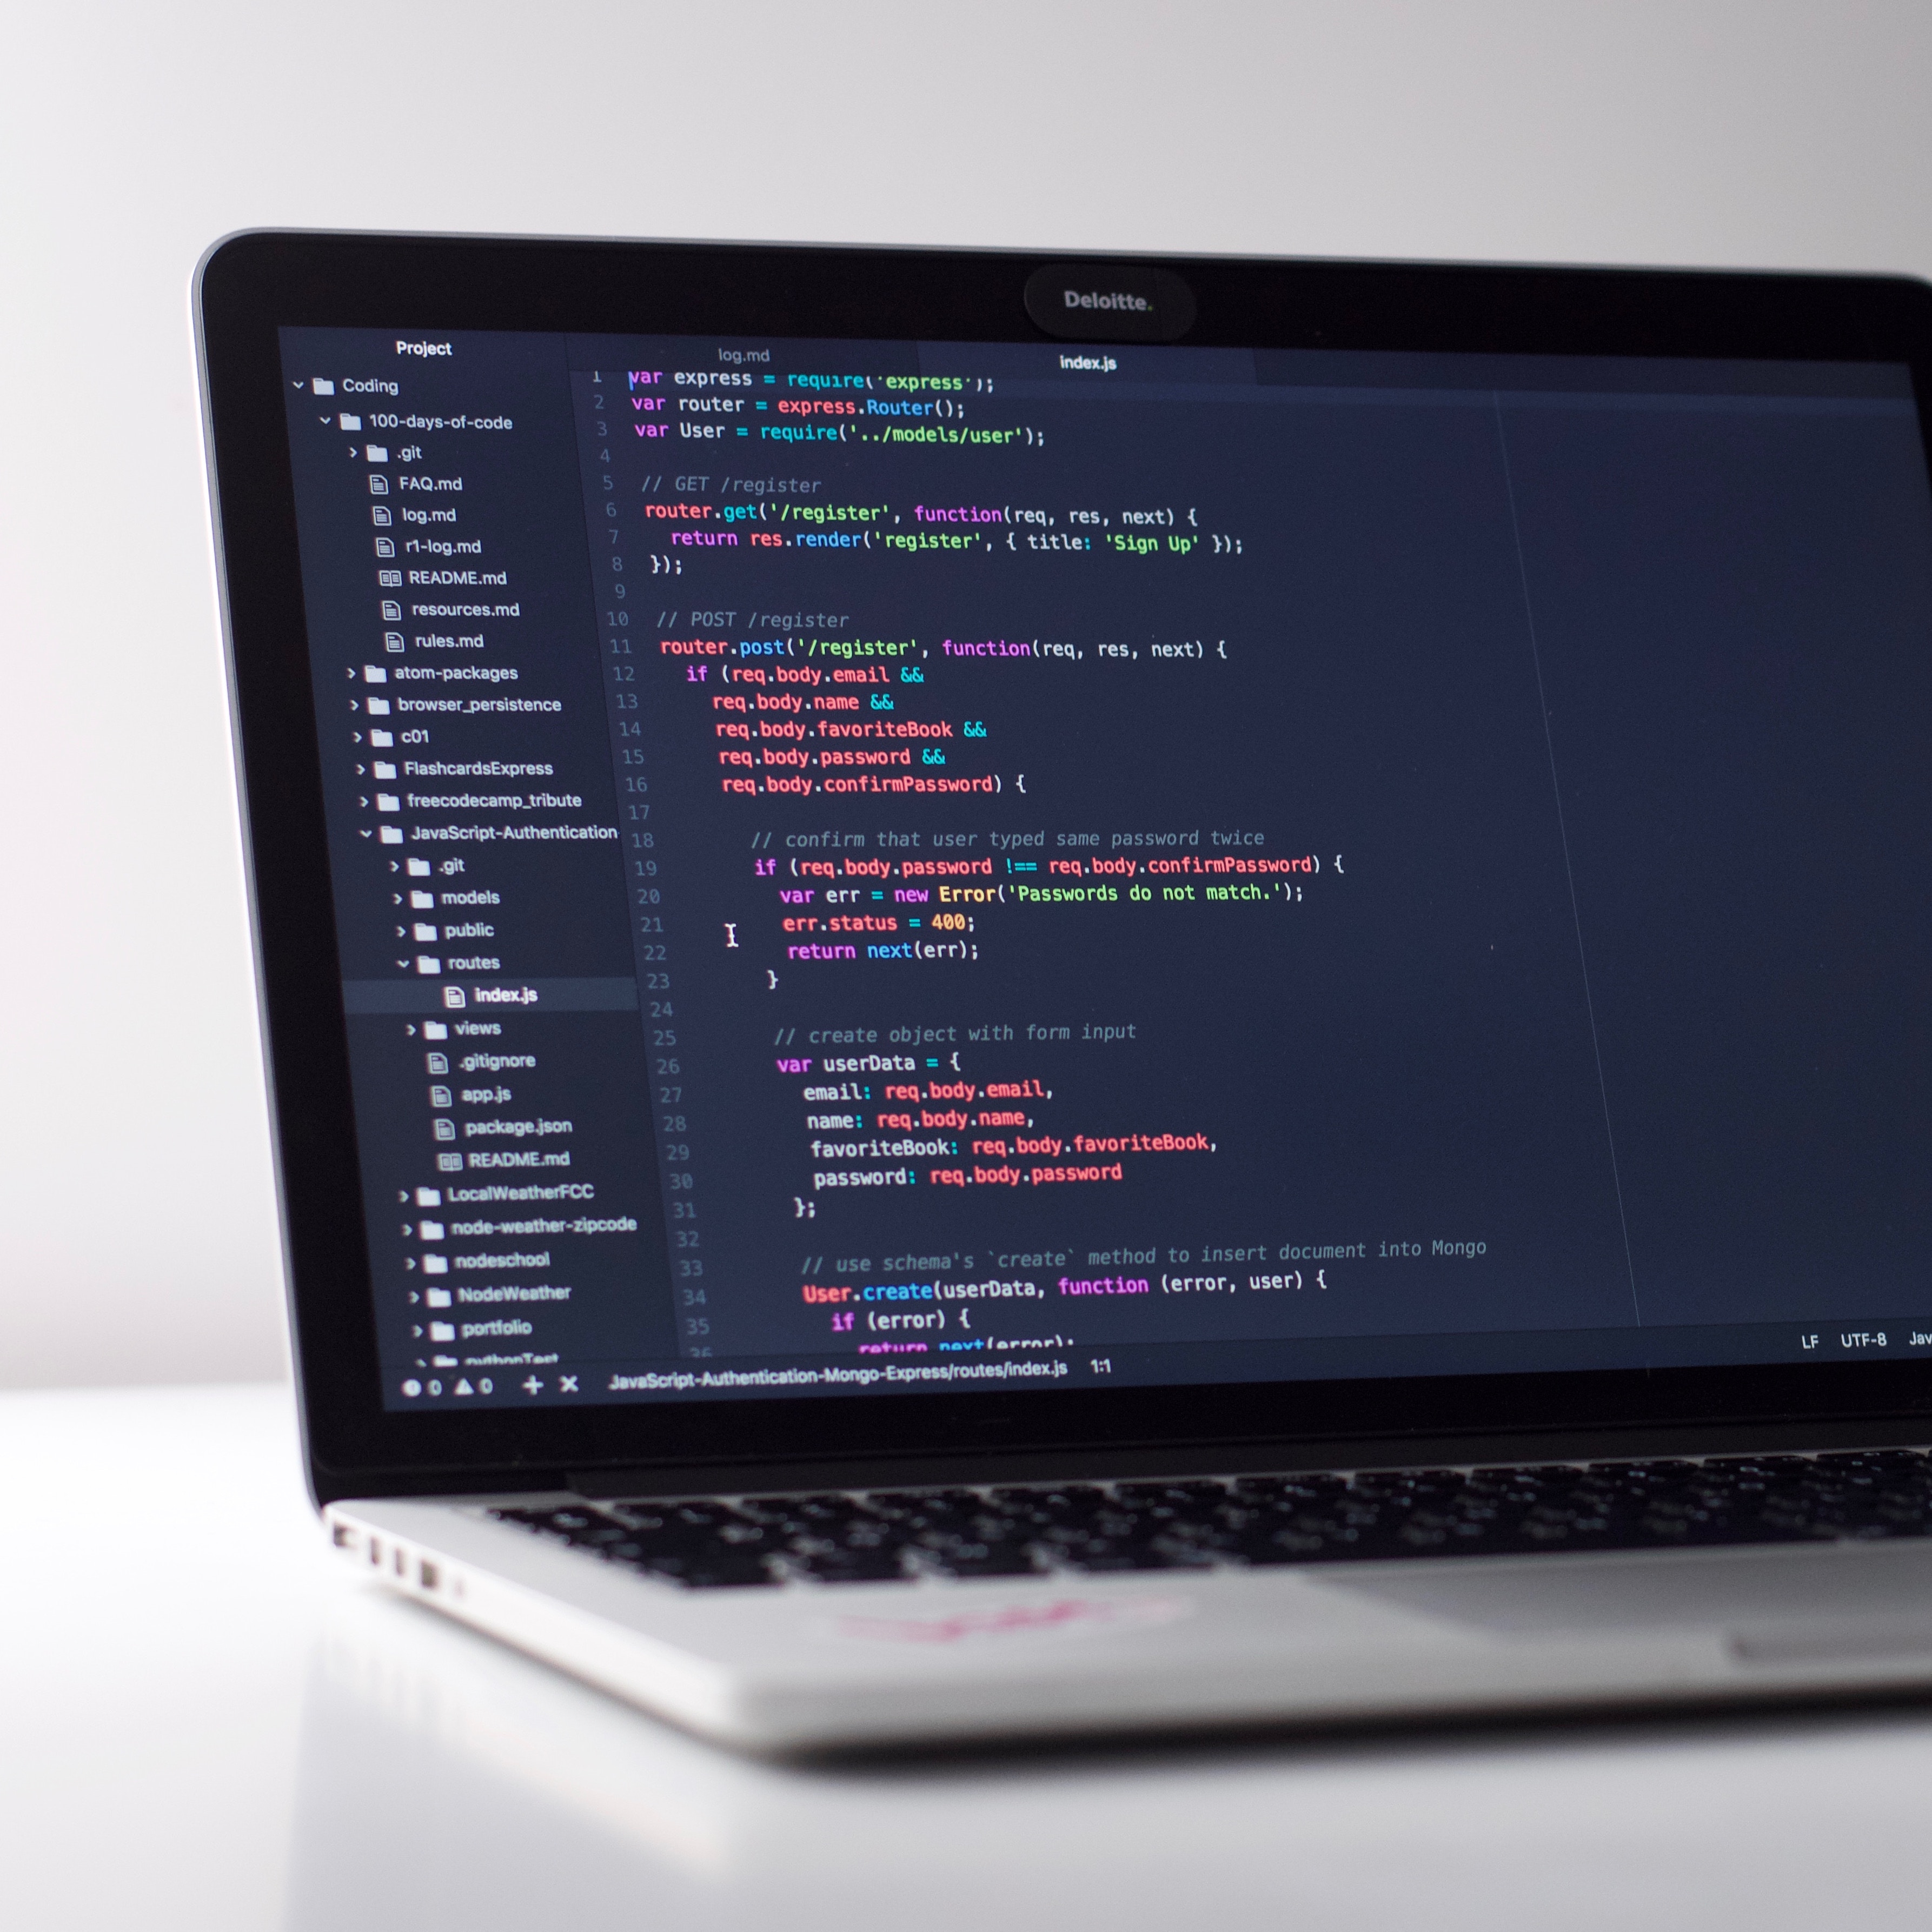 Deloitte.
Project
Coding
100-days-of-code
.git
FAQ.md
log.md
r1-log.md
README.md
resources.md
rules.md
atom-packages
browser_persistence
c01
FlashcardsExpress
freecodecamp_tribute
JavaScript-Authentication
.git
models
public
routes
index.js
views
.gitignore
app.js
package.json
README.md
LocalWeatherFCC
node-weather-zipcode
nodeschool
NodeWeather
portfolio
pythonTest
log.md index.js
1 var express = require('express');
2 var router = express.Router();
3 var User = require('../models/user');
4
5 // GET /register
6 router.get('/register', function(req, res, next) {
7 return res.render('register', { title: 'Sign Up' });
8 });
9
10 // POST /register
11 router.post('/register', function(req, res, next) {
12 if (req.body.email &&
13 req.body.name &&
14 req.body.favoriteBook &&
15 req.body.password &&
16 req.body.confirmPassword) {
17
18 // confirm that user typed same password twice
19 if (req.body.password !== req.body.confirmPassword) {
20 var err = new Error('Passwords do not match.');
21 err.status = 400;
22 return next(err);
23 }
24
25 // create object with form input
26 var userData = {
27 email: req.body.email,
28 name: req.body.name,
29 favoriteBook: req.body.favoriteBook,
30 password: req.body.password
31 };
32
33 // use schema's `create` method to insert document into Mongo
34 User.create(userData, function (error, user) {
35 if (error) {
36 return next(error);
0 0 JavaScript-Authentication-Mongo-Express/routes/index.js 1:1 LF UTF-8 Jav